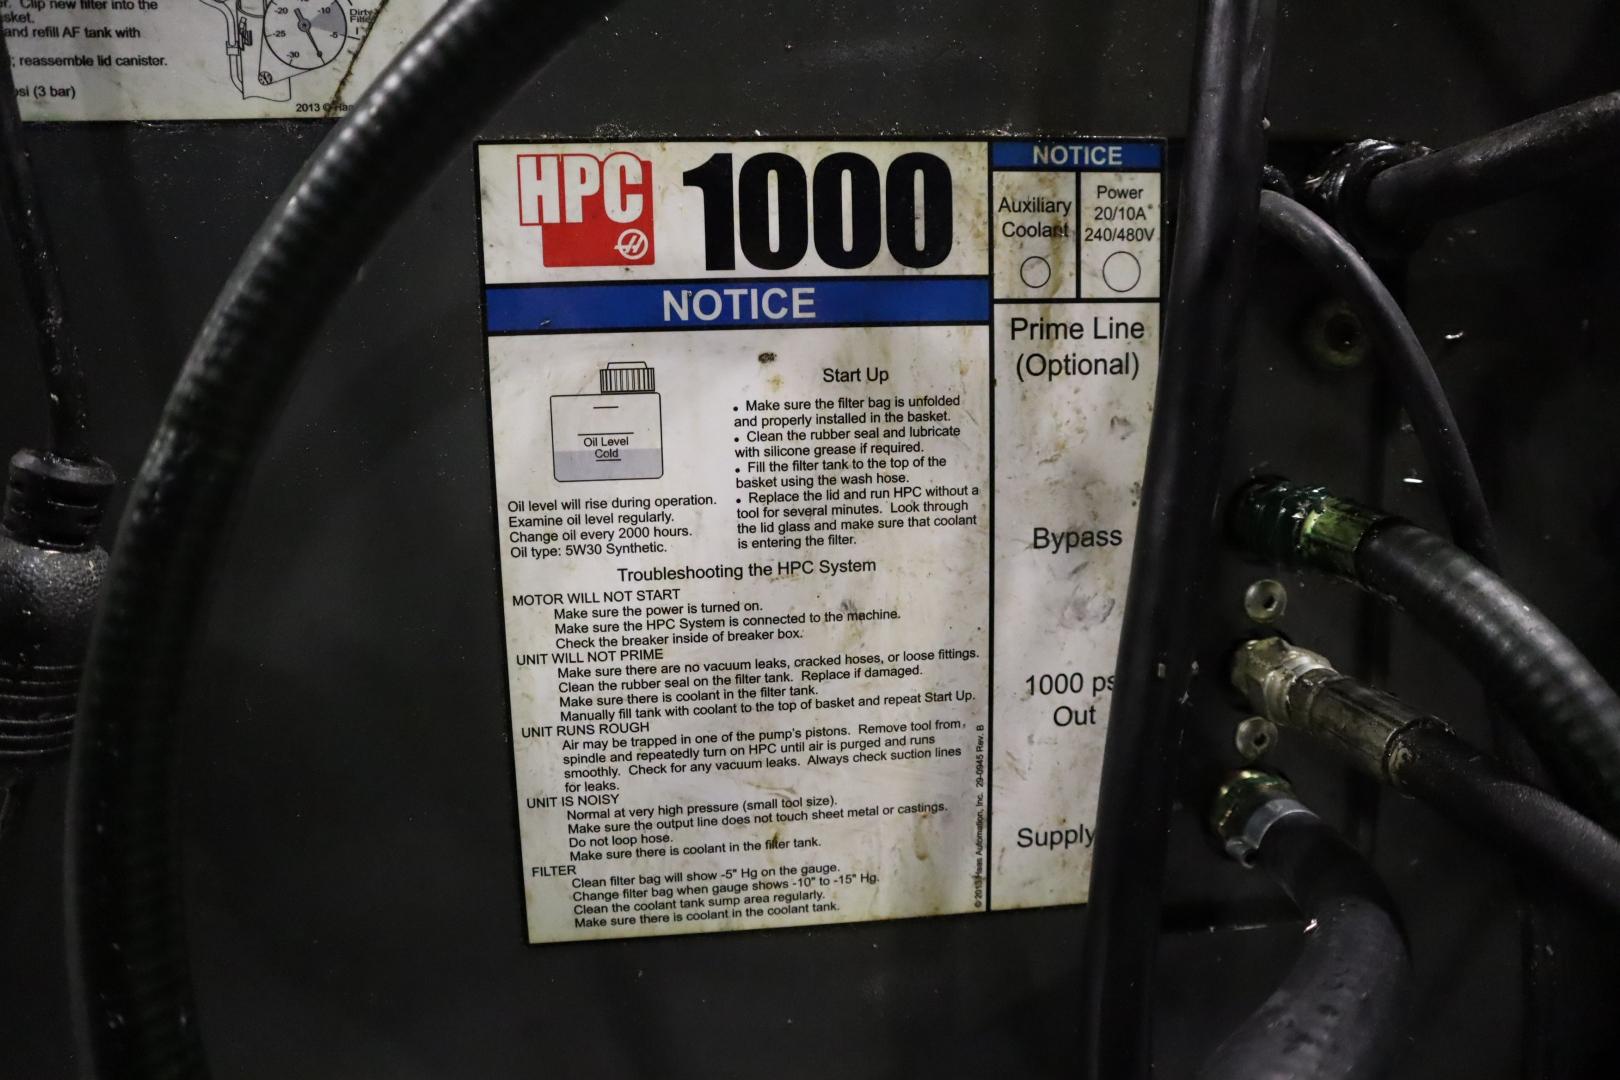 Clip new filter into the
and refill AF tank with
reassemble lid canister.
(3 bar)
-20
-10
-25
-5
-30
2013 ©
HPC
1000
NOTICE
Oil Level
Cold
Oil level will rise during operation.
Examine oil level regularly.
Change oil every 2000 hours.
Oil type: 5W30 Synthetic.
Start Up
• Make sure the filter bag is unfolded
and properly installed in the basket.
• Clean the rubber seal and lubricate
with silicone grease if required.
• Fill the filter tank to the top of the
basket using the wash hose.
• Replace the lid and run HPC without a
tool for several minutes. Look through
the lid glass and make sure that coolant
is entering the filter.
Troubleshooting the HPC System
MOTOR WILL NOT START
Make sure the power is turned on.
Make sure the HPC System is connected to the machine.
Check the breaker inside of breaker box.
UNIT WILL NOT PRIME
Make sure there are no vacuum leaks, cracked hoses, or loose fittings.
Clean the rubber seal on the filter tank. Replace if damaged.
Make sure there is coolant in the filter tank.
Manually fill tank with coolant to the top of basket and repeat Start Up.
UNIT RUNS ROUGH
Air may be trapped in one of the pump's pistons. Remove tool from
spindle and repeatedly turn on HPC until air is purged and runs
smoothly. Check for any vacuum leaks. Always check suction lines
for leaks.
UNIT IS NOISY
Normal at very high pressure (small tool size).
Make sure the output line does not touch sheet metal or castings.
Do not loop hose.
Make sure there is coolant in the filter tank.
FILTER
Clean filter bag will show -5" Hg on the gauge.
Change filter bag when gauge shows -10" to -15" Hg.
Clean the coolant tank sump area regularly.
Make sure there is coolant in the coolant tank.
© 2013 Haas Automation, Inc. 29-0945 Rev. B
NOTICE
Auxiliary
Coolant
Power
20/10A*
240/480V
Prime Line
(Optional)
Bypass
1000 ps
Out
Supply